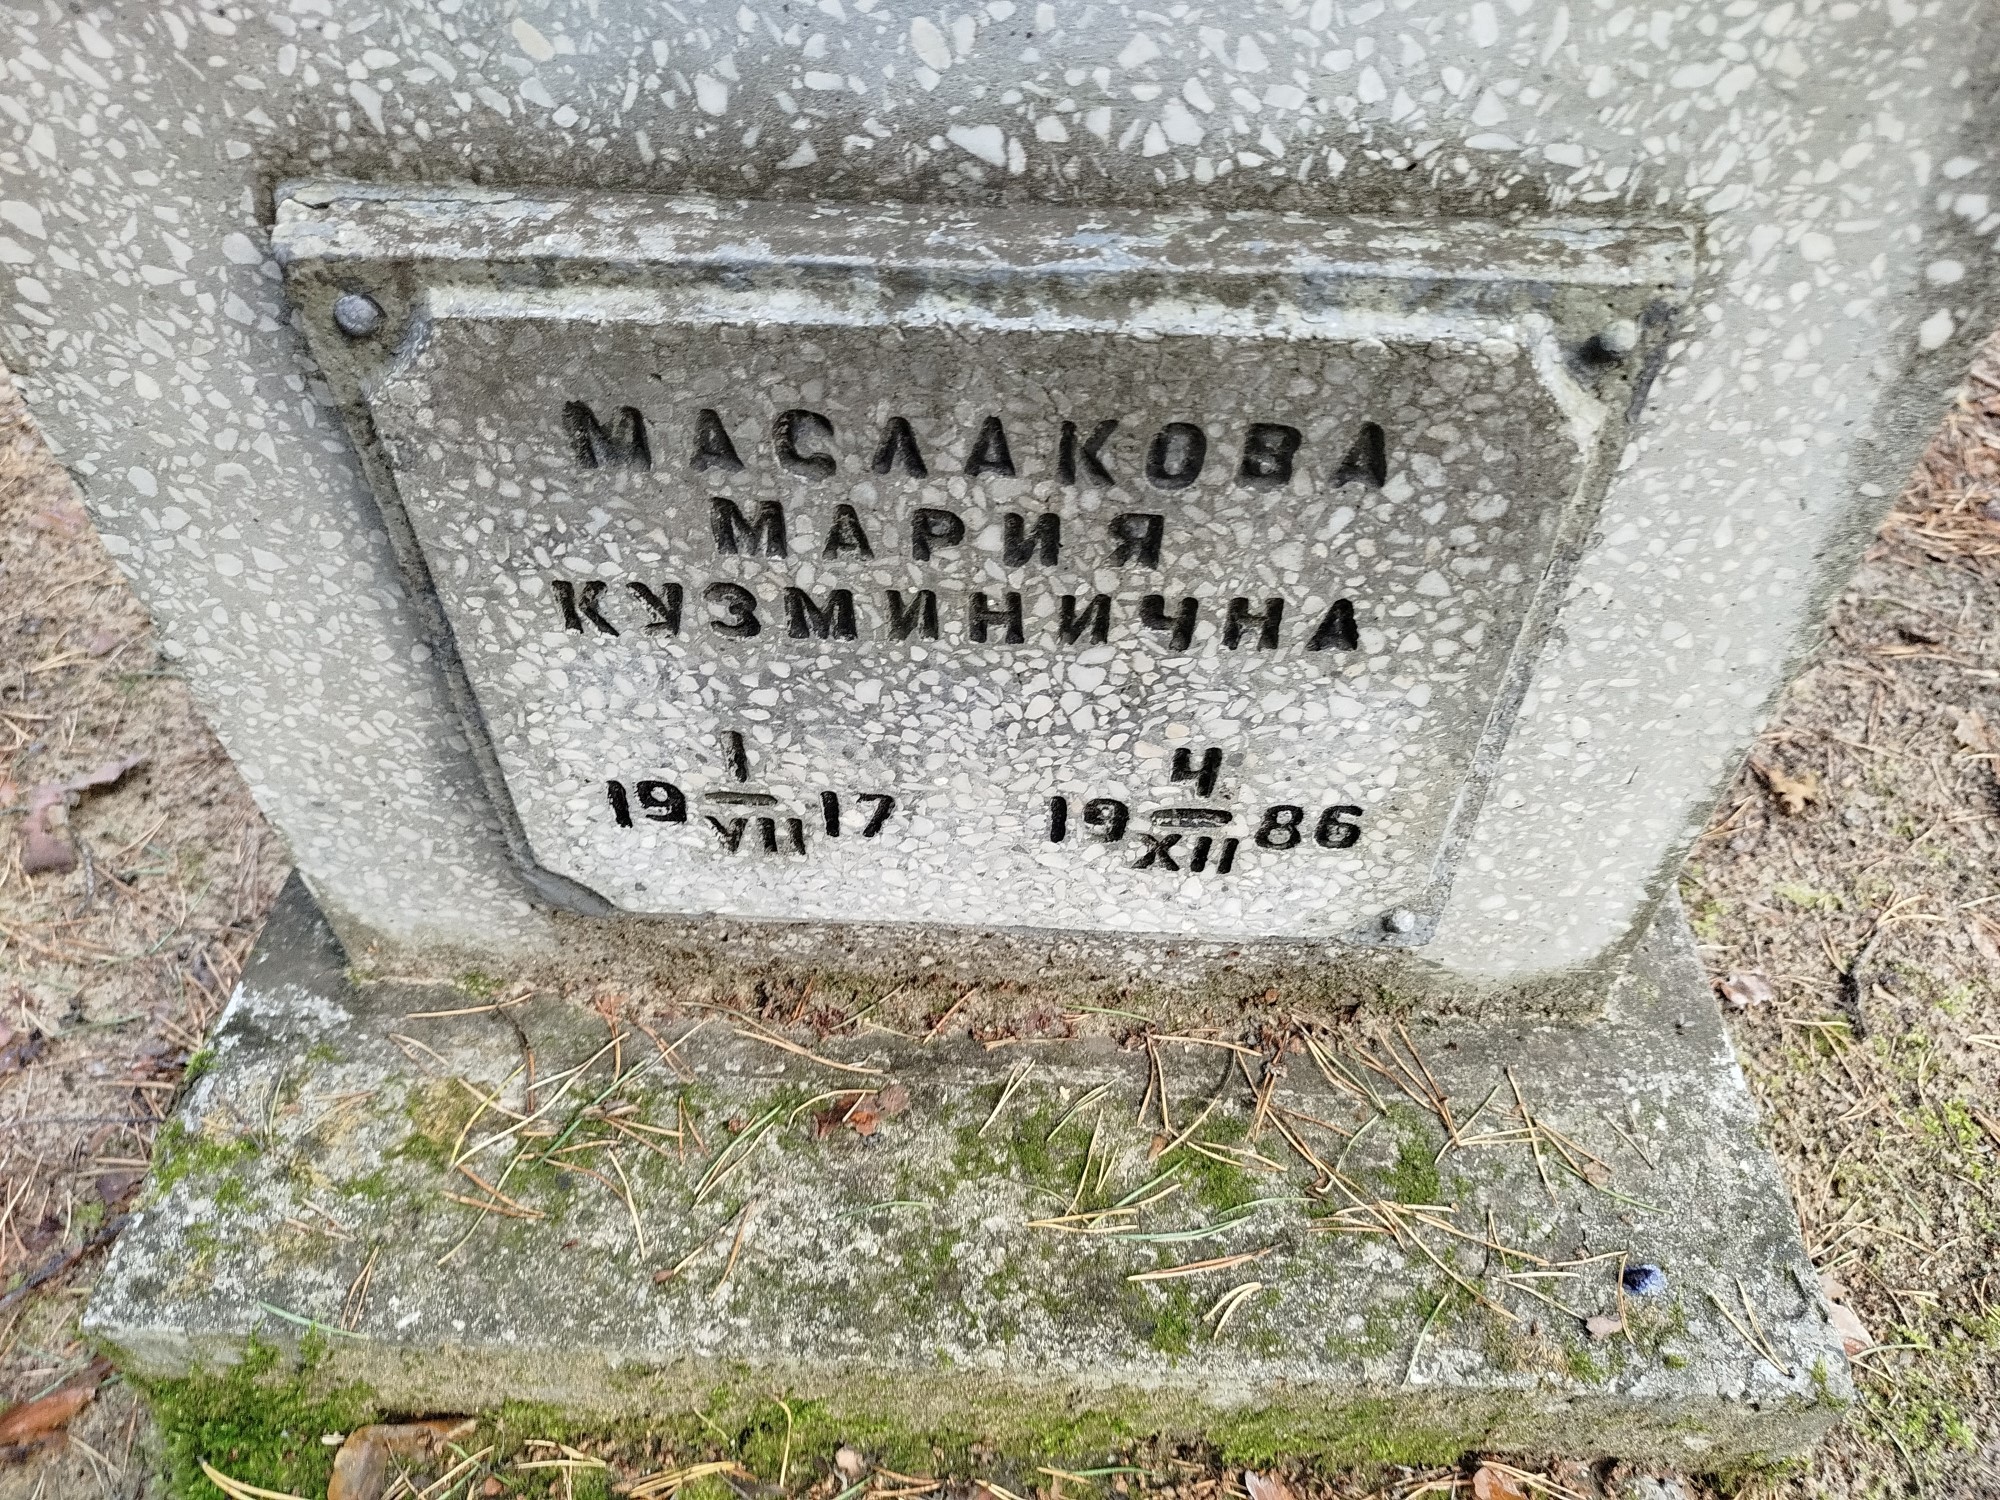 МАСЛАКОВА
МАРИЯ
КУЗМИНИЧНА
19 I/VII 17 19 4/XII 86